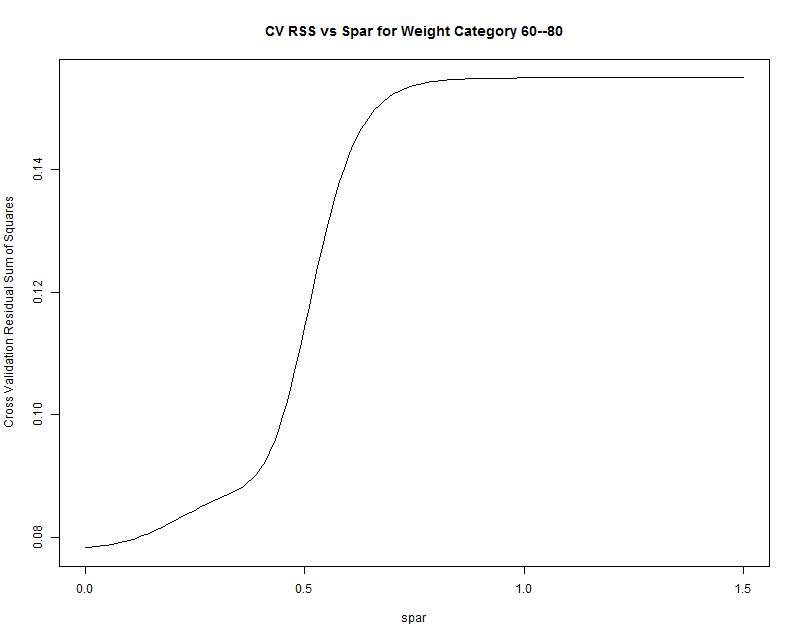 CV RSS vs Spar for Weight Category 60--80
Cross Validation Residual Sum of Squares
0.14
0.12
0.10
0.08
0.0 0.5 1.0 1.5
spar